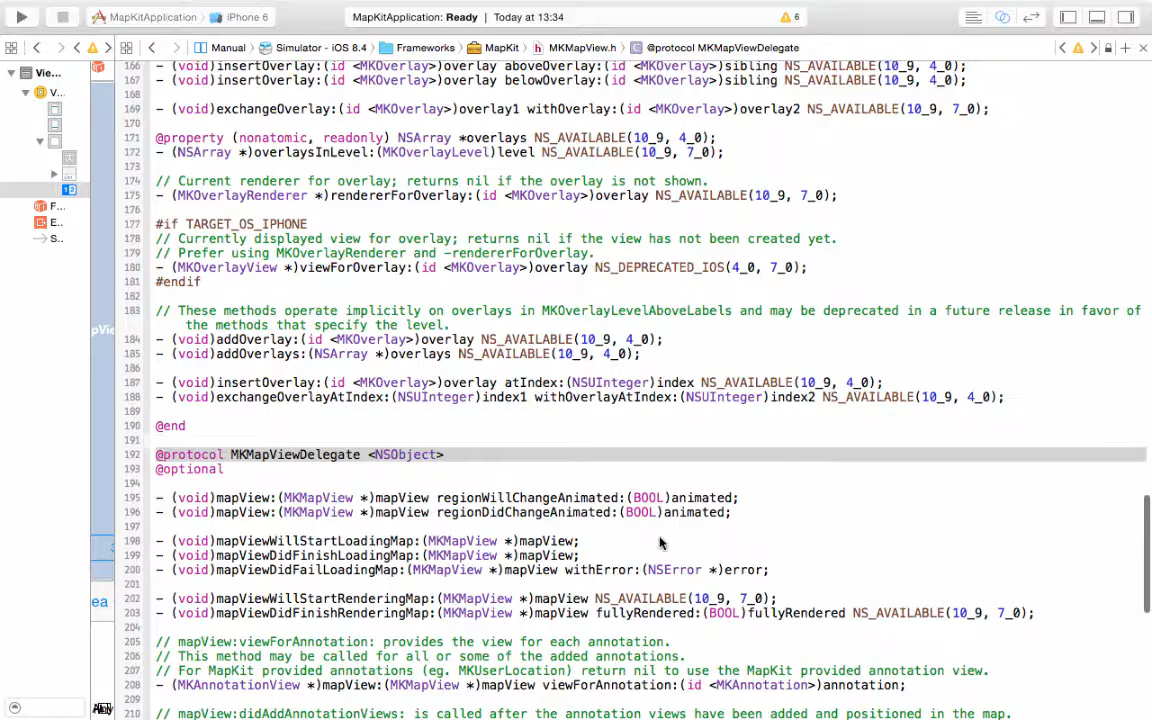 MapKitApplication iPhone 6
MapKitApplication: Ready | Today at 13:34
6
Manual Simulator - iOS 8.4 Frameworks MapKit MKMapView.h @protocol MKMapViewDelegate
Vie...
V...
F...
E...
S...
166 - (void)insertOverlay:(id <MKOverlay>)overlay aboveOverlay:(id <MKOverlay>)sibling NS_AVAILABLE(10_9, 4_0);
167 - (void)insertOverlay:(id <MKOverlay>)overlay belowOverlay:(id <MKOverlay>)sibling NS_AVAILABLE(10_9, 4_0);
168
169 - (void)exchangeOverlay:(id <MKOverlay>)overlay1 withOverlay:(id <MKOverlay>)overlay2 NS_AVAILABLE(10_9, 7_0);
170
171 @property (nonatomic, readonly) NSArray *overlays NS_AVAILABLE(10_9, 4_0);
172 - (NSArray *)overlaysInLevel:(MKOverlayLevel)level NS_AVAILABLE(10_9, 7_0);
173
174 // Current renderer for overlay; returns nil if the overlay is not shown.
175 - (MKOverlayRenderer *)rendererForOverlay:(id <MKOverlay>)overlay NS_AVAILABLE(10_9, 7_0);
176
177 #if TARGET_OS_IPHONE
178 // Currently displayed view for overlay; returns nil if the view has not been created yet.
179 // Prefer using MKOverlayRenderer and -rendererForOverlay.
180 - (MKOverlayView *)viewForOverlay:(id <MKOverlay>)overlay NS_DEPRECATED_IOS(4_0, 7_0);
181 #endif
182
183 // These methods operate implicitly on overlays in MKOverlayLevelAboveLabels and may be deprecated in a future release in favor of
the methods that specify the level.
184 - (void)addOverlay:(id <MKOverlay>)overlay NS_AVAILABLE(10_9, 4_0);
185 - (void)addOverlays:(NSArray *)overlays NS_AVAILABLE(10_9, 4_0);
186
187 - (void)insertOverlay:(id <MKOverlay>)overlay atIndex:(NSUInteger)index NS_AVAILABLE(10_9, 4_0);
188 - (void)exchangeOverlayAtIndex:(NSUInteger)index1 withOverlayAtIndex:(NSUInteger)index2 NS_AVAILABLE(10_9, 4_0);
189
190 @end
191
192 @protocol MKMapViewDelegate <NSObject>
193 @optional
194
195 - (void)mapView:(MKMapView *)mapView regionWillChangeAnimated:(BOOL)animated;
196 - (void)mapView:(MKMapView *)mapView regionDidChangeAnimated:(BOOL)animated;
197
198 - (void)mapViewWillStartLoadingMap:(MKMapView *)mapView;
199 - (void)mapViewDidFinishLoadingMap:(MKMapView *)mapView;
200 - (void)mapViewDidFailLoadingMap:(MKMapView *)mapView withError:(NSError *)error;
201
202 - (void)mapViewWillStartRenderingMap:(MKMapView *)mapView NS_AVAILABLE(10_9, 7_0);
203 - (void)mapViewDidFinishRenderingMap:(MKMapView *)mapView fullyRendered:(BOOL)fullyRendered NS_AVAILABLE(10_9, 7_0);
204
205 // mapView:viewForAnnotation: provides the view for each annotation.
206 // This method may be called for all or some of the added annotations.
207 // For MapKit provided annotations (eg. MKUserLocation) return nil to use the MapKit provided annotation view.
208 - (MKAnnotationView *)mapView:(MKMapView *)mapView viewForAnnotation:(id <MKAnnotation>)annotation;
209
210 // mapView:didAddAnnotationViews: is called after the annotation views have been added and positioned in the map.
pVie
ea